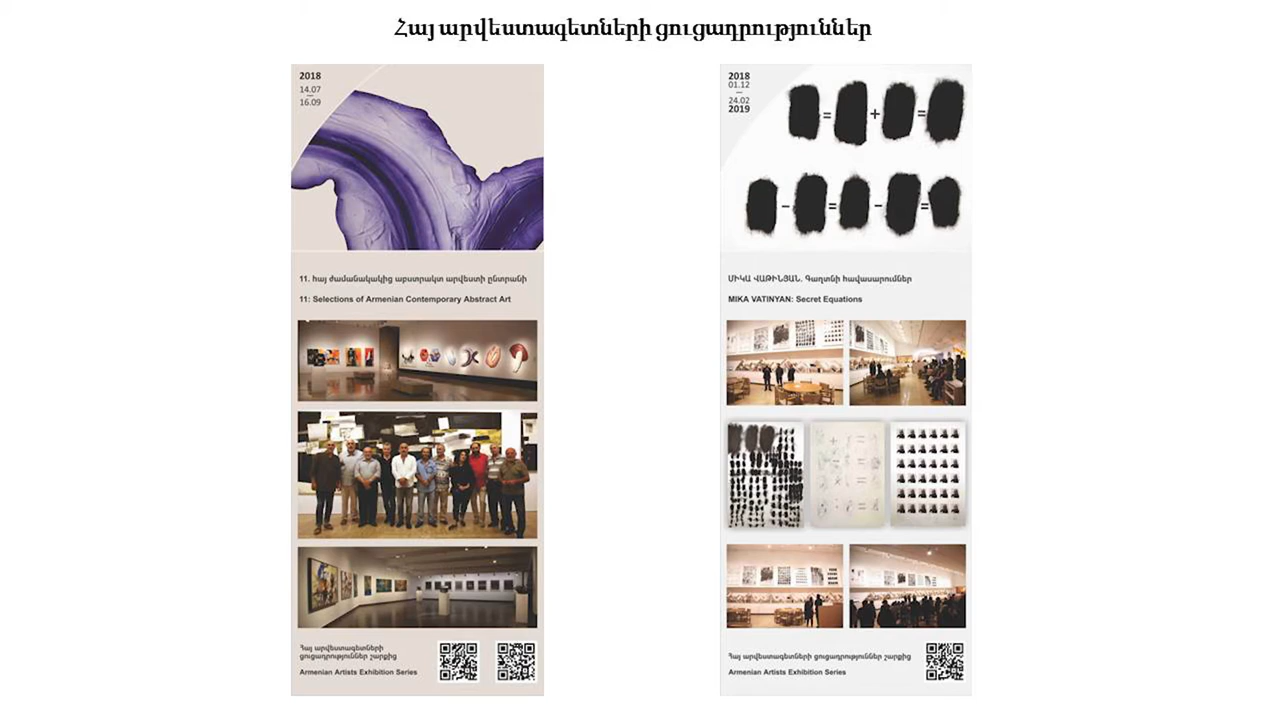 Հայ արվեստագետների ցուցադրություններ
2018
14.07
—
16.09
11. հայ ժամանակակից աբստրակտ արվեստի ընտրանի
11: Selections of Armenian Contemporary Abstract Art
Հայ արվեստագետների
ցուցադրություններ շարքից
Armenian Artists Exhibition Series
2018
01.12
—
24.02
2019
ՄԻԿԱ ՎԱԹԻՆՅԱՆ. Գաղտնի հավասարումներ
MIKA VATINYAN: Secret Equations
Հայ արվեստագետների ցուցադրություններ շարքից
Armenian Artists Exhibition Series